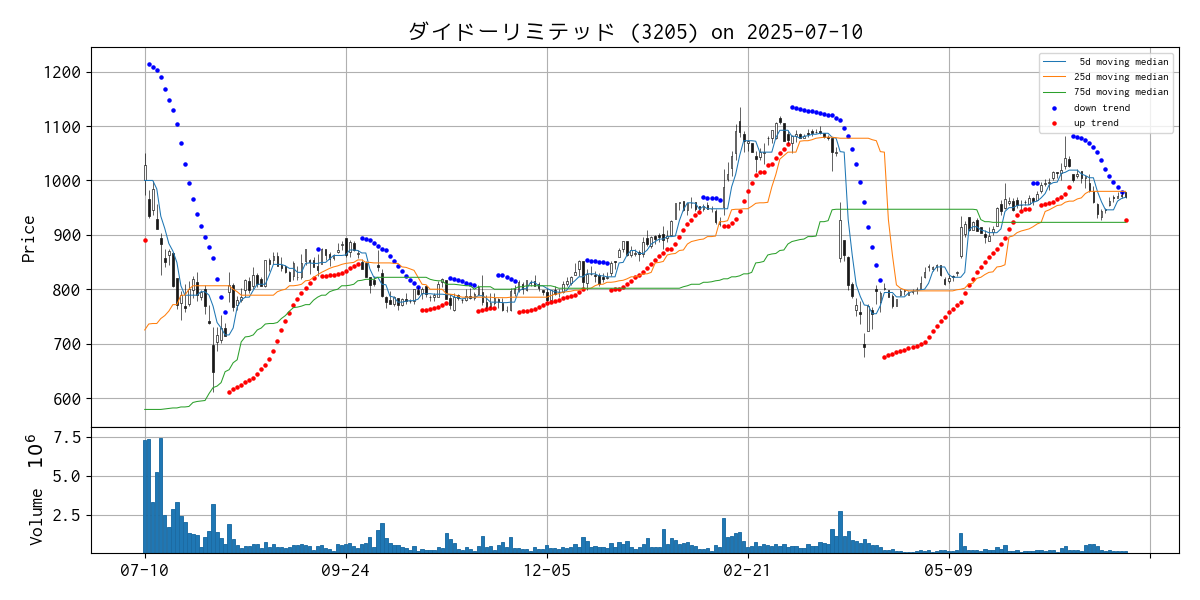 ダイドーリミテッド (3205) on 2025-07-10
5d moving median
25d moving median
75d moving median
down trend
up trend
Price
1200
1100
1000
900
800
700
600
Volume 10^6
7.5
5.0
2.5
07-10
09-24
12-05
02-21
05-09